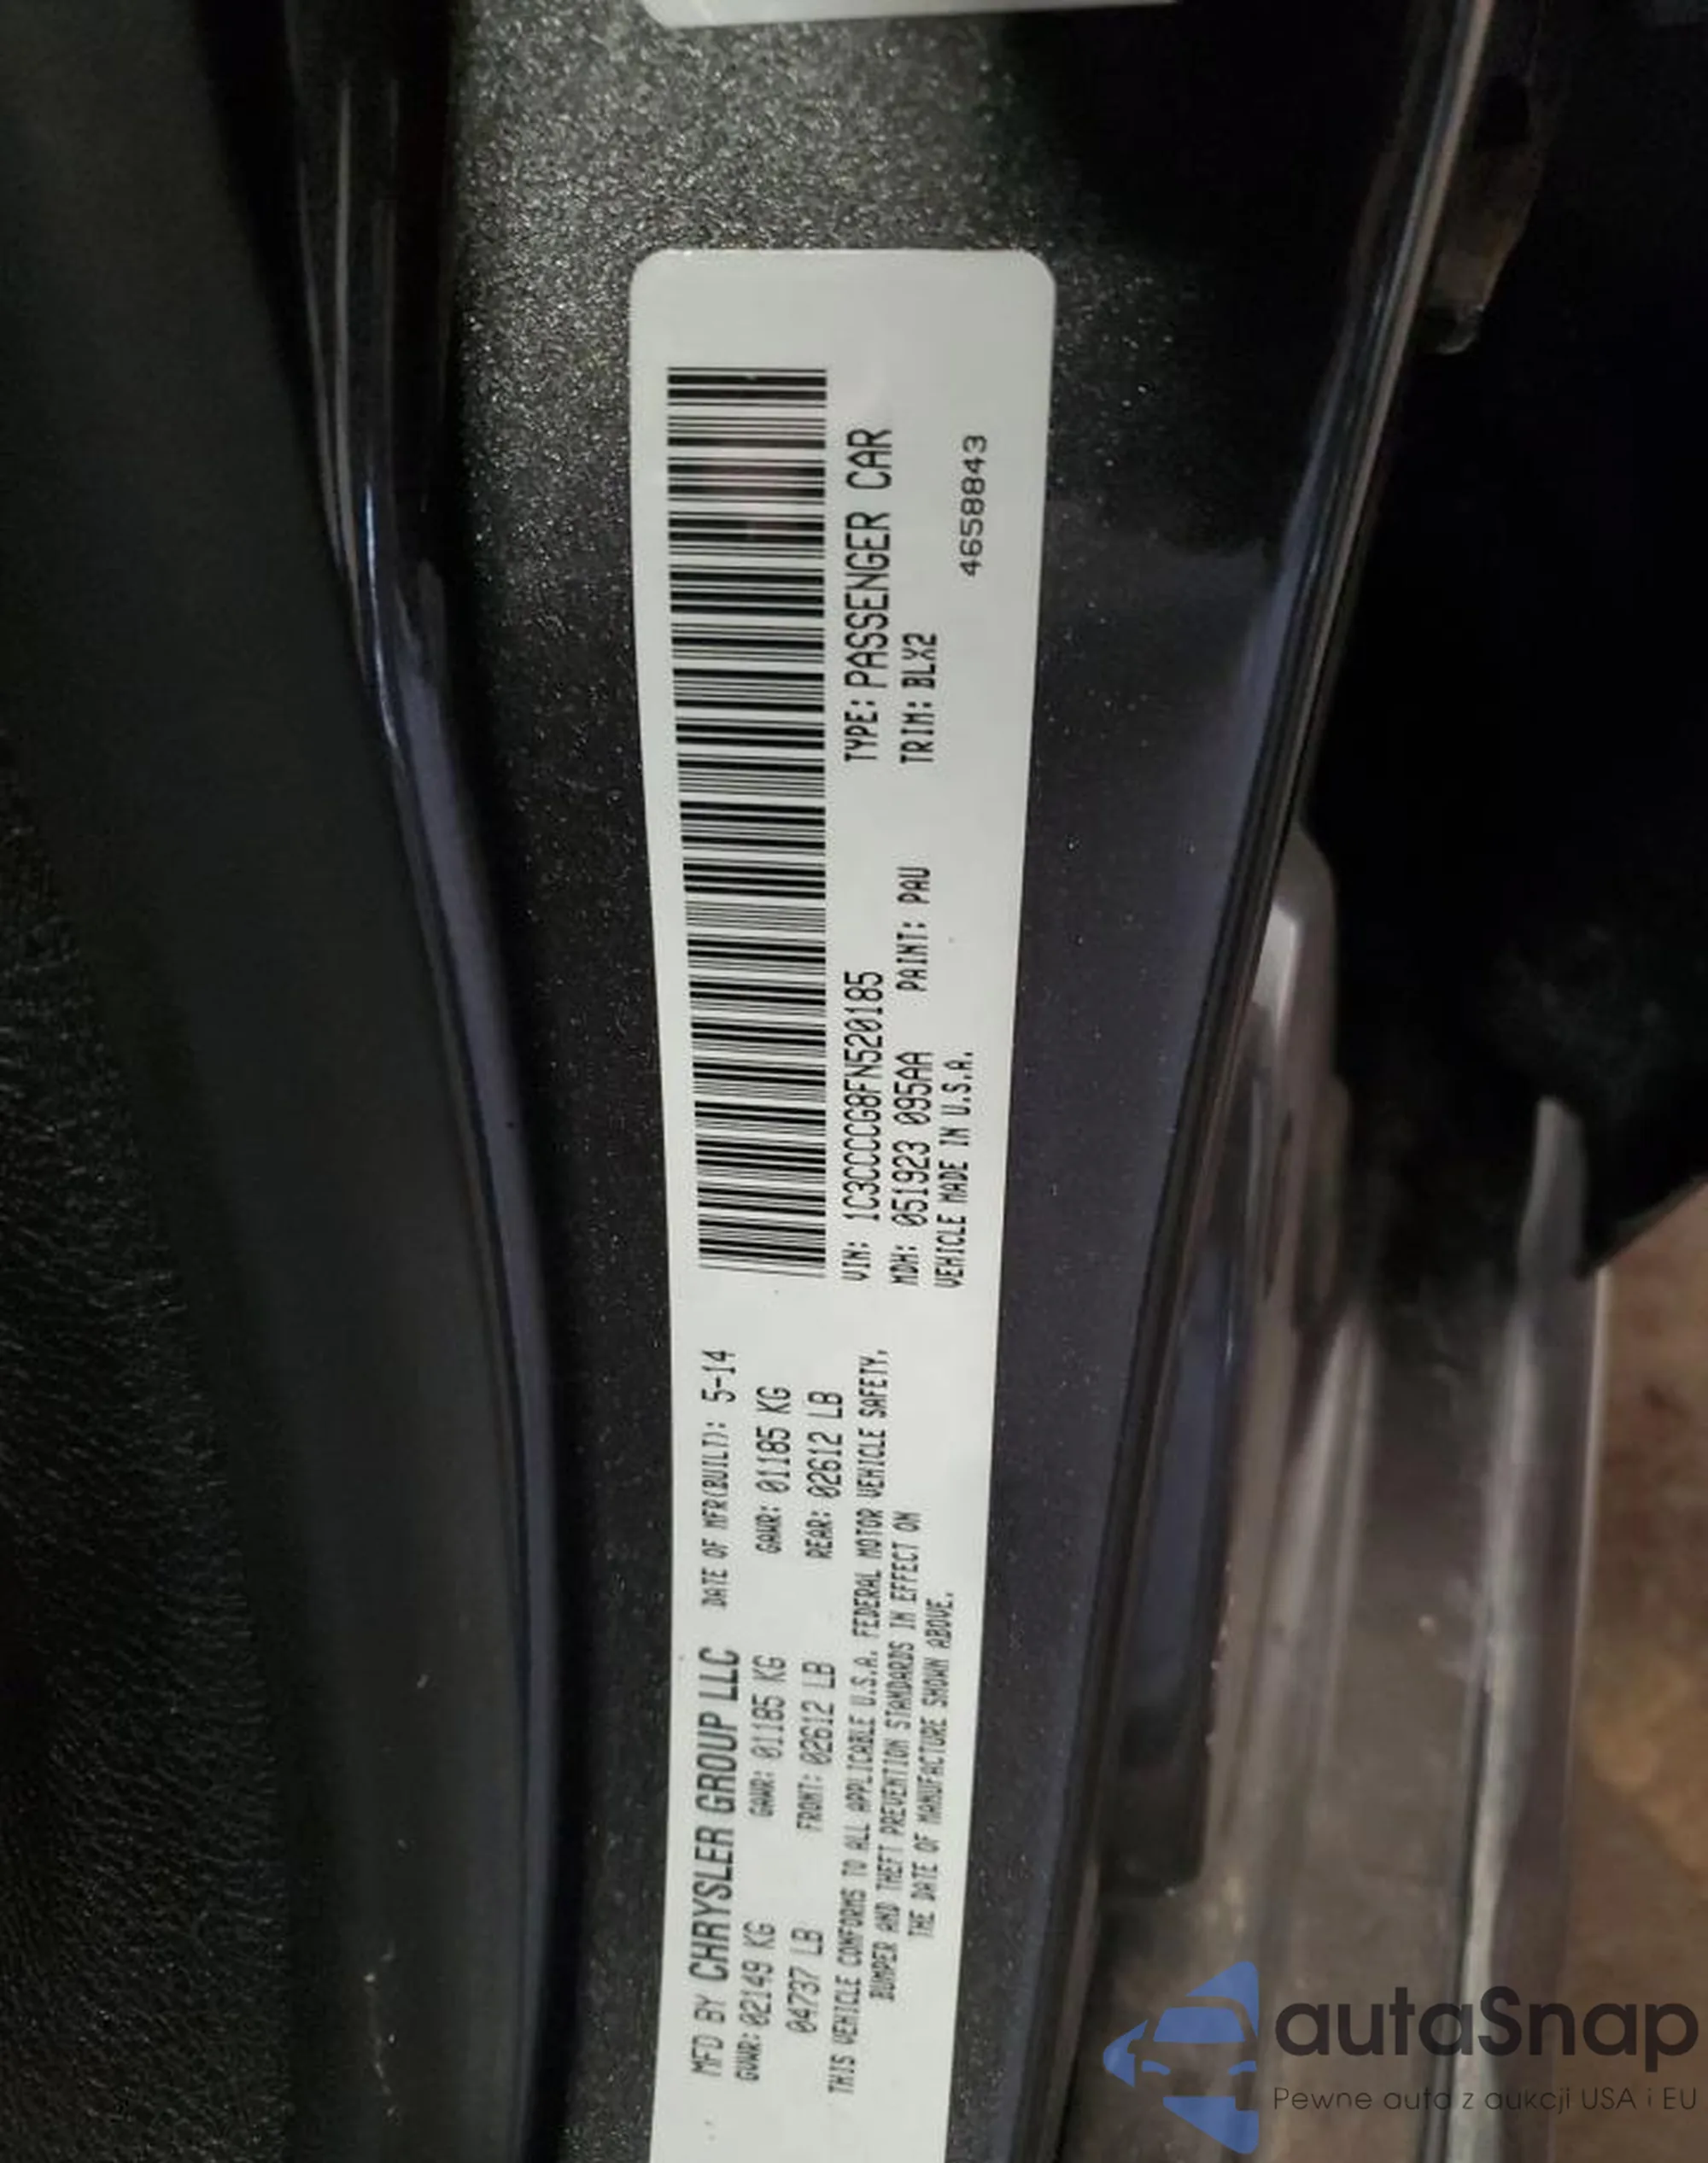 MFD BY CHRYSLER GROUP LLC DATE OF MFR(BUILT): 5-14
GVWR: 02149 KG GAWR: 01185 KG GAWR: 01185 KG
04737 LB FRONT: 02612 LB REAR: 02612 LB
THIS VEHICLE CONFORMS TO ALL APPLICABLE U.S.A. FEDERAL MOTOR VEHICLE SAFETY,
BUMPER AND THEFT PREVENTION STANDARDS IN EFFECT ON
THE DATE OF MANUFACTURE SHOWN ABOVE.
VIN: 1C3CCCCG8FN520185 TYPE: PASSENGER CAR
MDH: 051923 095AA PAINT: PAU TRIM: BLX2
VEHICLE MADE IN U.S.A.
4658843
autaSnap
Pewne auta z aukcji USA i EU